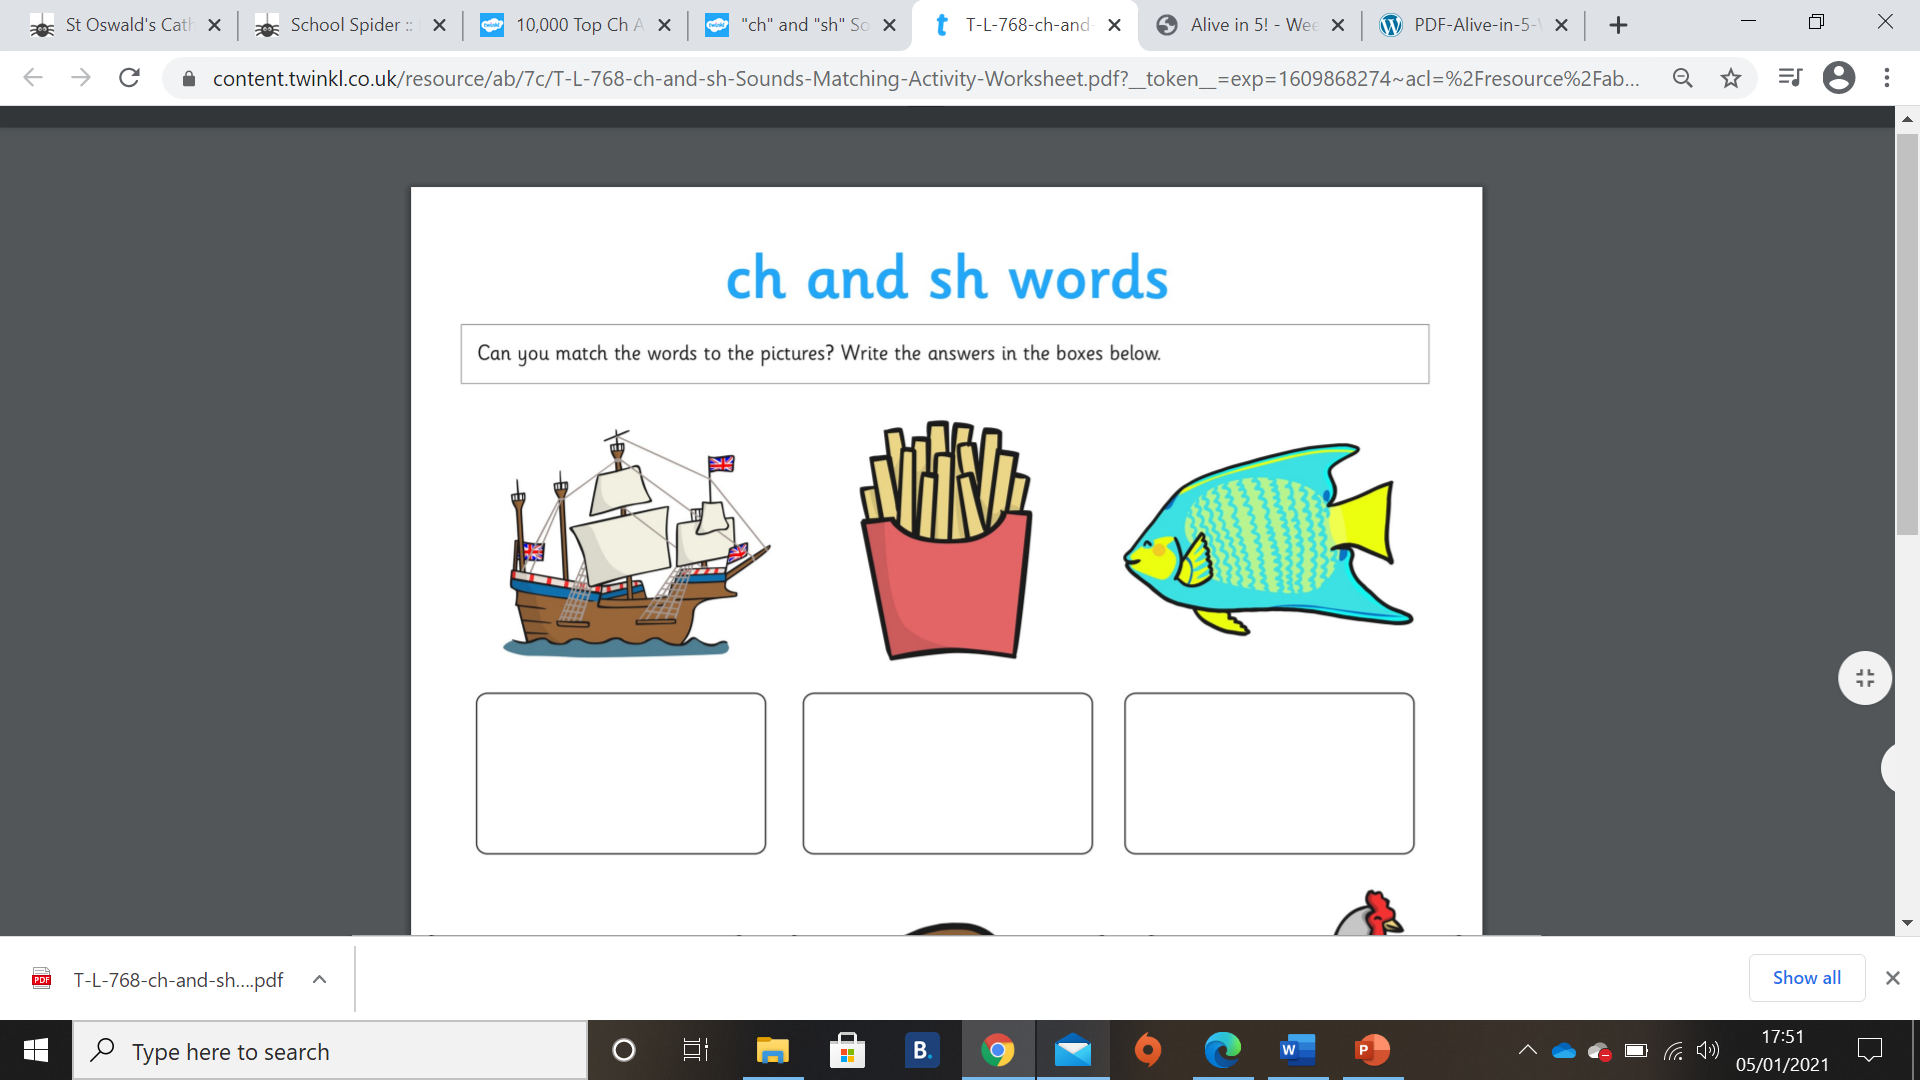 St Oswald's Cath
School Spider ::
10,000 Top Ch A
"ch" and "sh" So
T-L-768-ch-and-
Alive in 5! - Wee
PDF-Alive-in-5-
content.twinkl.co.uk/resource/ab/7c/T-L-768-ch-and-sh-Sounds-Matching-Activity-Worksheet.pdf?__token__=exp=1609868274~acl=%2Fresource%2Fab...
ch and sh words
Can you match the words to the pictures? Write the answers in the boxes below.
PDF
T-L-768-ch-and-sh....pdf
Show all
Type here to search
B.
W
P
17:51
05/01/2021